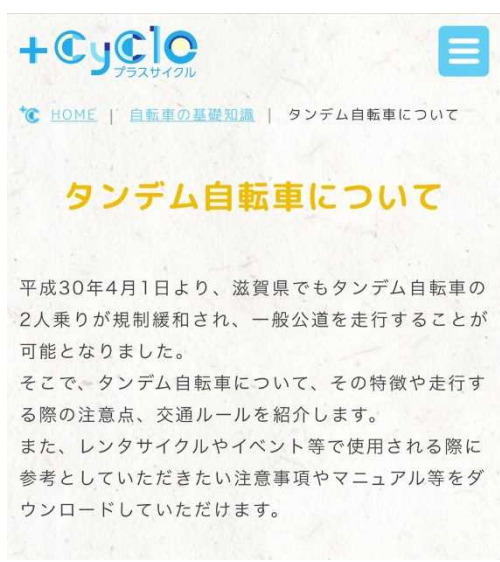 +Cyclo
プラスサイクル
HOME | 自転車の基礎知識 | タンデム自転車について
タンデム自転車について
平成30年4月1日より、滋賀県でもタンデム自転車の
2人乗りが規制緩和され、一般公道を走行することが
可能となりました。
そこで、タンデム自転車について、その特徴や走行す
る際の注意点、交通ルールを紹介します。
また、レンタサイクルやイベント等で使用される際に
参考としていただきたい注意事項やマニュアル等をダ
ウンロードしていただけます。